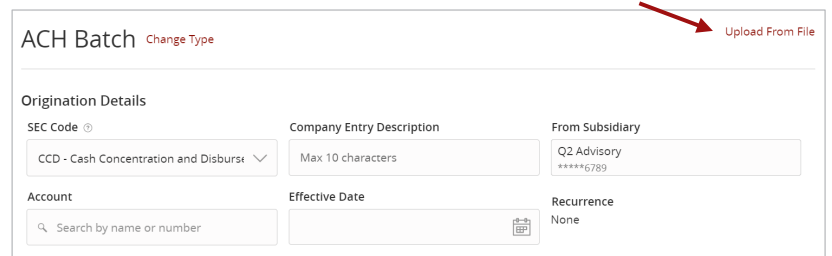 ACH Batch Change Type
Upload From File
Origination Details
SEC Code
Company Entry Description
From Subsidiary
CCD - Cash Concentration and Disburse
Max 10 characters
Q2 Advisory
*****6789
Account
Effective Date
Recurrence
Search by name or number
None